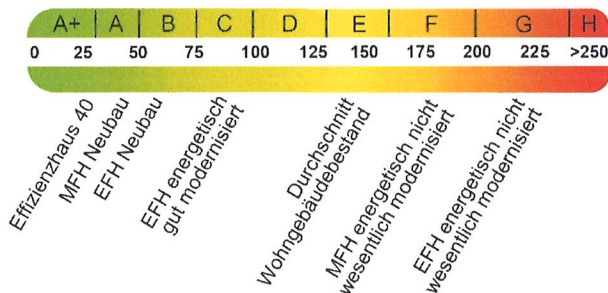 A+ A B C D E F G H
0 25 50 75 100 125 150 175 200 225 >250
Effizienzhaus 40
MFH Neubau
EFH Neubau
EFH energetisch
gut modernisiert
Durchschnitt
Wohngebäudebestand
MFH energetisch nicht
wesentlich modernisiert
EFH energetisch nicht
wesentlich modernisiert